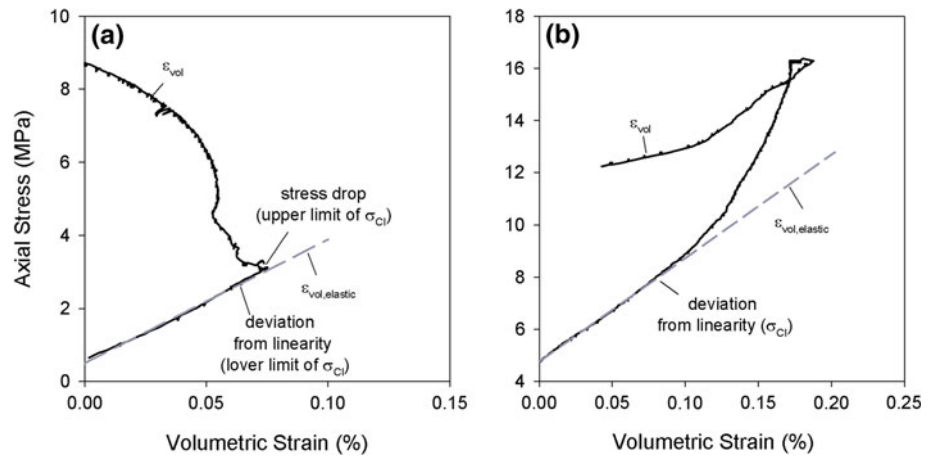 (a)
10
8
6
4
2
0
Axial Stress (MPa)
ε_vol
stress drop
(upper limit of σ_CI)
ε_vol,elastic
deviation
from linearity
(lover limit of σ_CI)
0.00 0.05 0.10 0.15
Volumetric Strain (%)
(b)
18
16
14
12
10
8
6
4
ε_vol
ε_vol,elastic
deviation
from linearity (σ_CI)
0.00 0.05 0.10 0.15 0.20 0.25
Volumetric Strain (%)